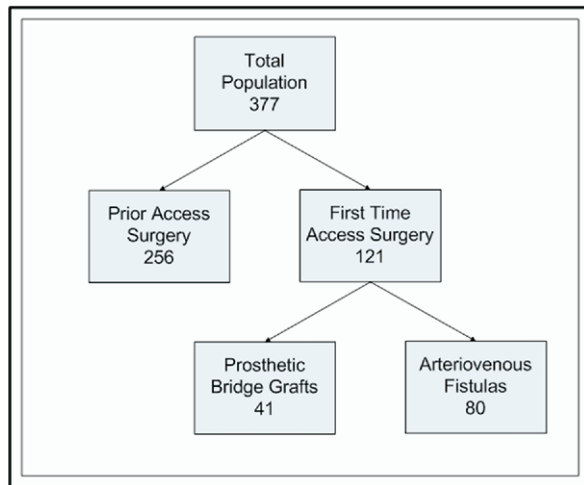 Total
Population
377
Prior Access
Surgery
256
First Time
Access Surgery
121
Prosthetic
Bridge Grafts
41
Arteriovenous
Fistulas
80